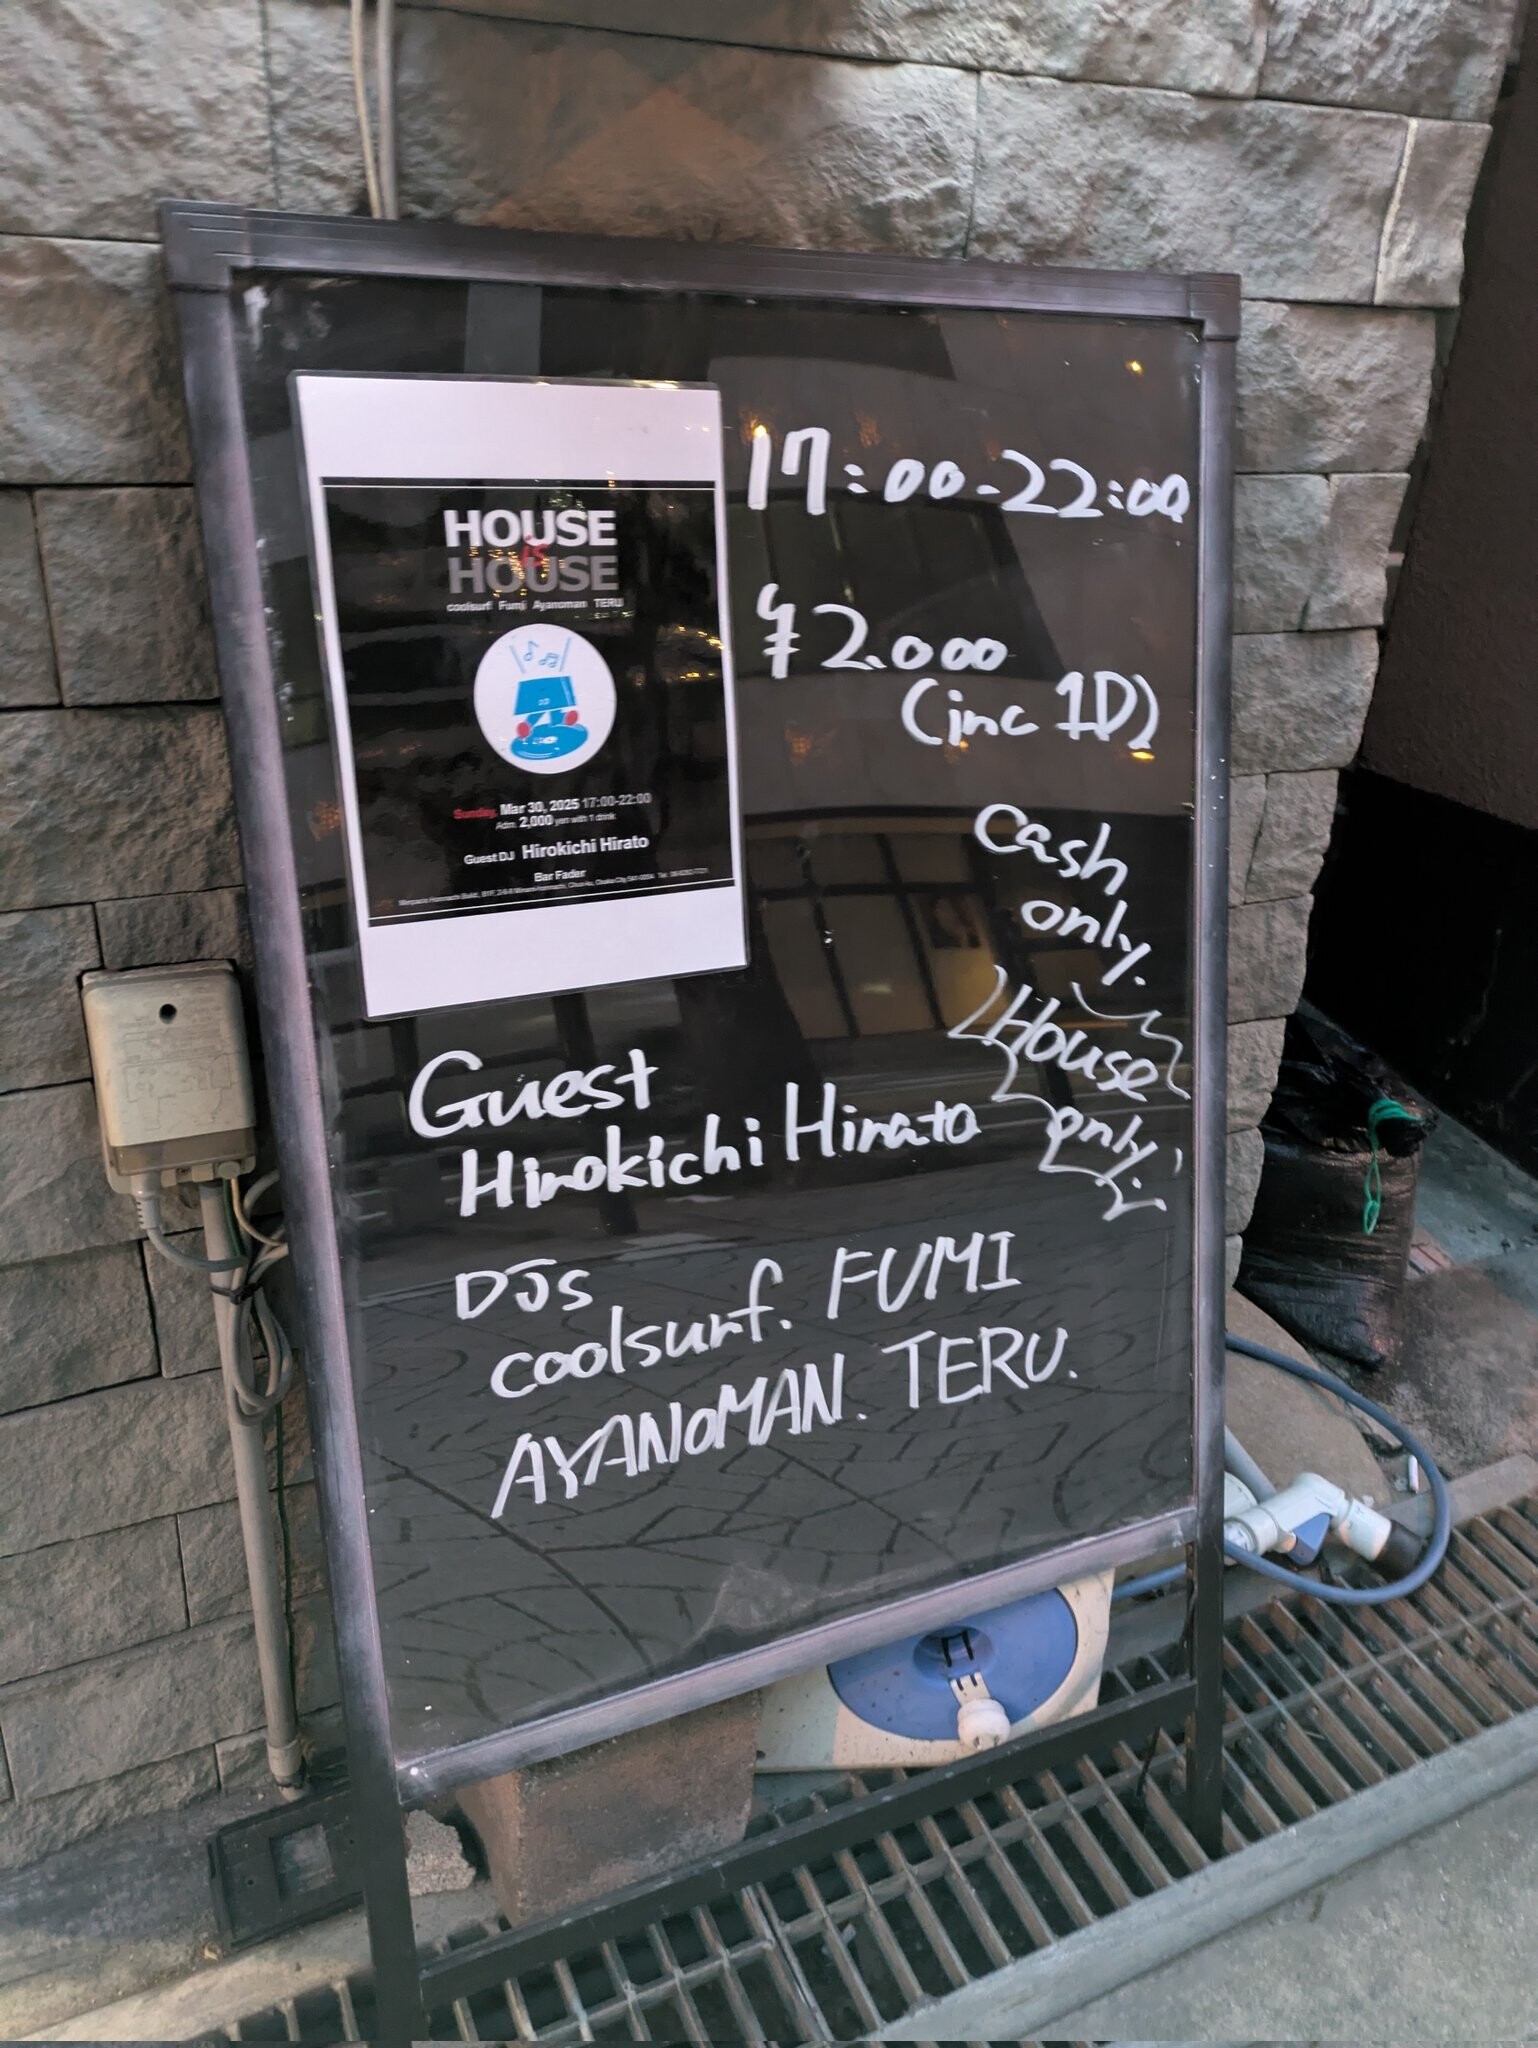 HOUSE
is
HOUSE
coolsurf Fumi Ayanoman TERU
Sunday, Mar 30, 2025 17:00-22:00
Adm. 2,000 yen with 1 drink
Guest DJ Hirokichi Hirato
Bar Fader
17:00-22:00
¥2.000
(inc 1D)
cash
only.
House
only.
Guest
Hirokichi Hirato
DJs
coolsurf. FUMI
AYANOMAN. TERU.